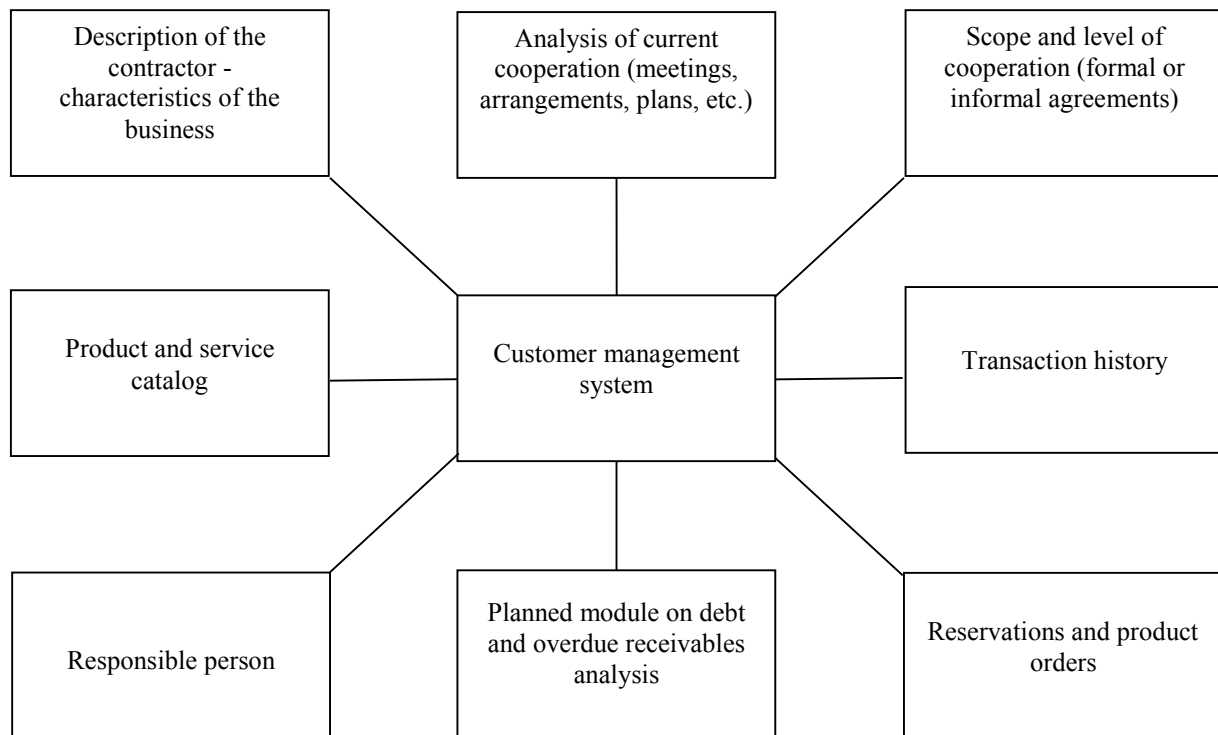 Description of the
contractor -
characteristics of the
business
Analysis of current
cooperation (meetings,
arrangements, plans, etc.)
Scope and level of
cooperation (formal or
informal agreements)
Product and service
catalog
Customer management
system
Transaction history
Responsible person
Planned module on debt
and overdue receivables
analysis
Reservations and product
orders